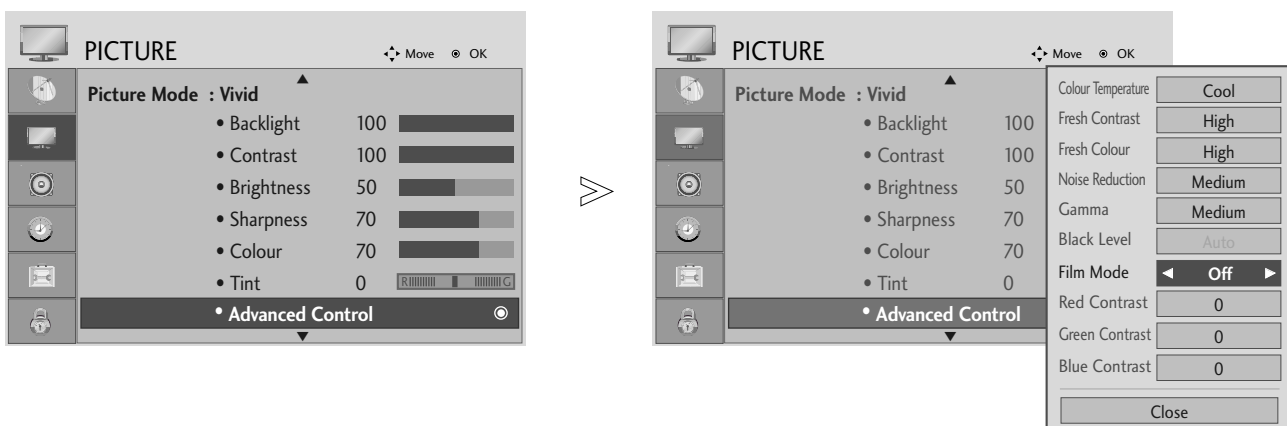 PICTURE
Move OK
Picture Mode : Vivid
• Backlight 100
• Contrast 100
• Brightness 50
• Sharpness 70
• Colour 70
• Tint 0 R G
• Advanced Control
PICTURE
Move OK
Picture Mode : Vivid
• Backlight 100
• Contrast 100
• Brightness 50
• Sharpness 70
• Colour 70
• Tint 0
• Advanced Control
Colour Temperature Cool
Fresh Contrast High
Fresh Colour High
Noise Reduction Medium
Gamma Medium
Black Level Auto
Film Mode ◄ Off ►
Red Contrast 0
Green Contrast 0
Blue Contrast 0
Close